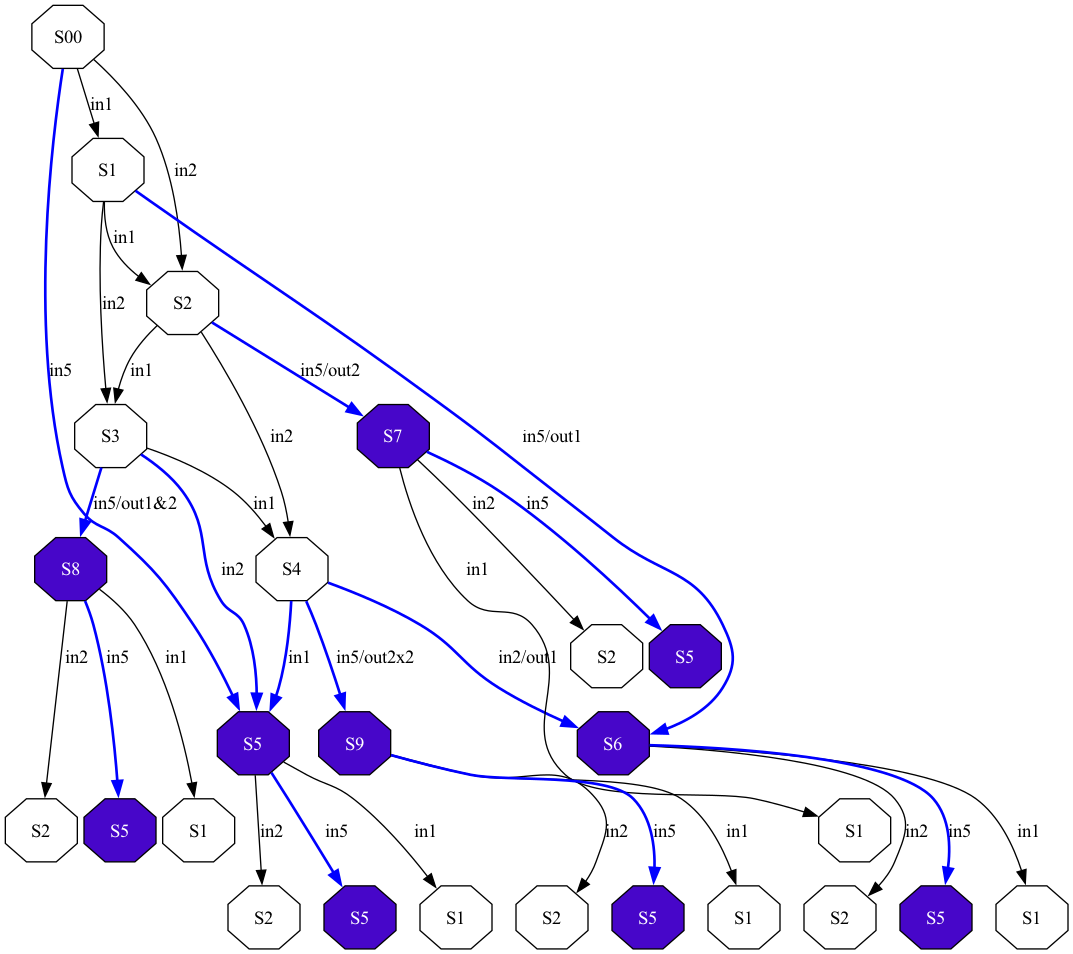 S00
in1
S1
in2
in1
in2
S2
in5
in1
in5/out2
in2
S3
S7
in5/out1
in5/out1&2
in1
in2
in5
S8
in2
S4
in1
S2
S5
in2
in5
in1
in1
in5/out2x2
in2/out1
S5
S9
S6
S2
S5
S1
in2
in5
in1
in2
in5
in1
S1
in2
in5
in1
S2
S5
S1
S2
S5
S1
S2
S5
S1